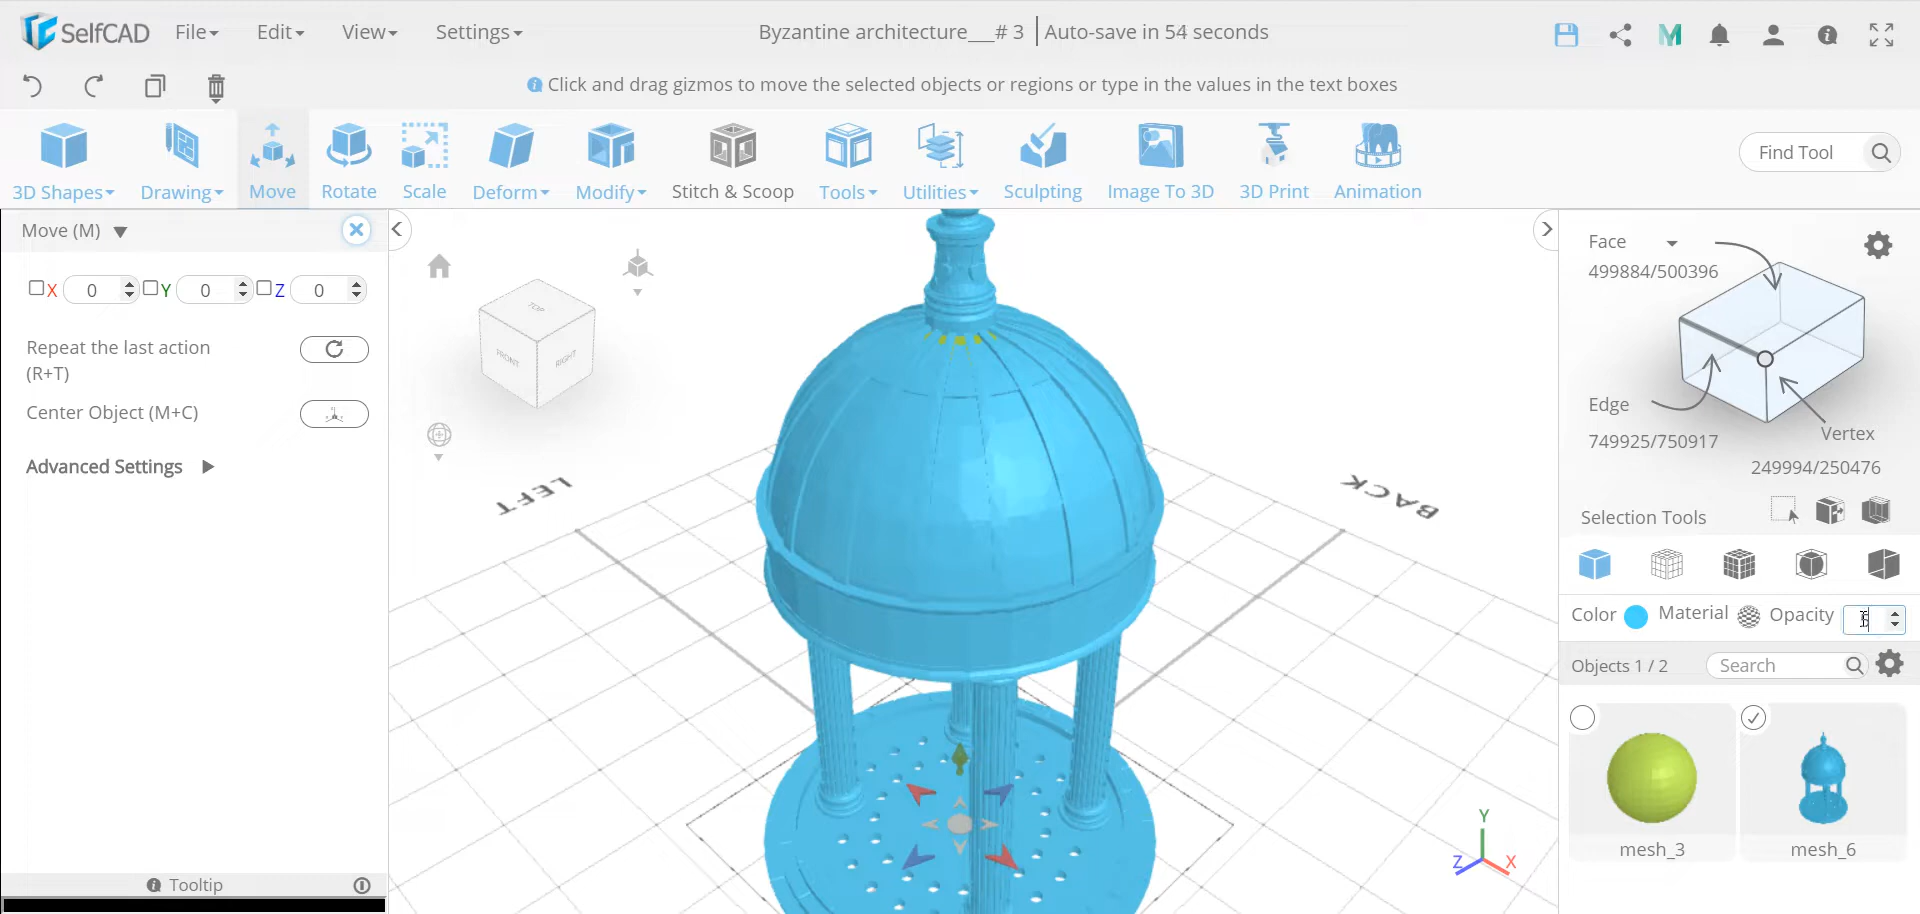 SelfCAD File Edit View Settings Byzantine architecture___# 3 Auto-save in 54 seconds
Click and drag gizmos to move the selected objects or regions or type in the values in the text boxes
3D Shapes Drawing Move Rotate Scale Deform Modify Stitch & Scoop Tools Utilities Sculpting Image To 3D 3D Print Animation Find Tool
Move (M)
X 0 Y 0 Z 0
Repeat the last action
(R+T)
Center Object (M+C)
Advanced Settings
Tooltip
TOP
FRONT RIGHT
LEFT
BACK
Y
Z X
Face
499884/500396
Edge
749925/750917
Vertex
249994/250476
Selection Tools
Color Material Opacity
Objects 1 / 2 Search
mesh_3 mesh_6